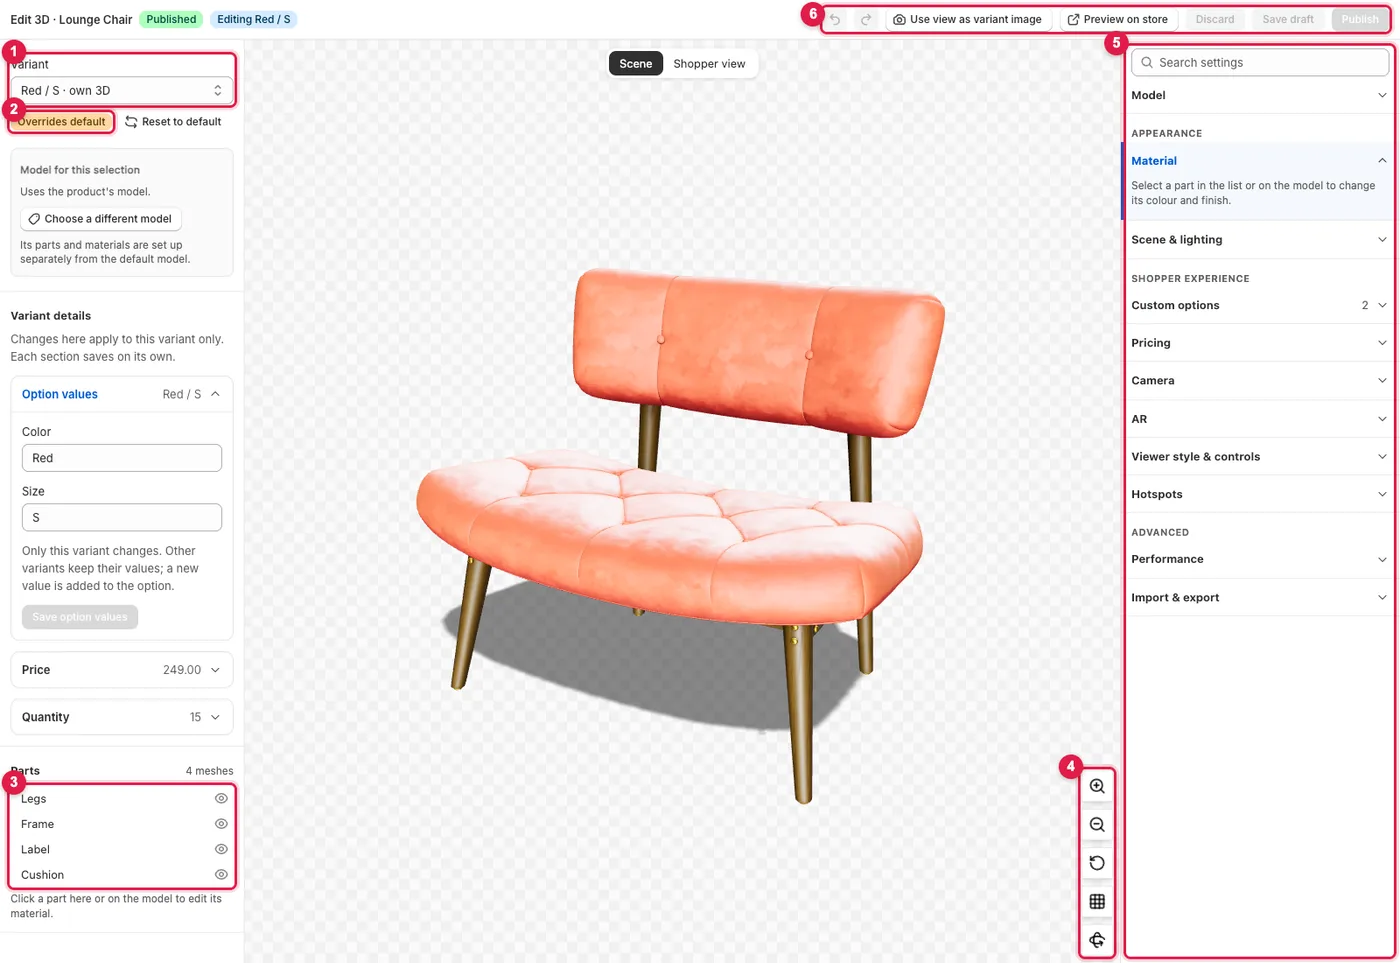 Edit 3D · Lounge Chair Published Editing Red / S
6 Use view as variant image Preview on store Discard Save draft Publish
1
Variant
Red / S · own 3D
2
Overrides default Reset to default
Model for this selection
Uses the product's model.
Choose a different model
Its parts and materials are set up
separately from the default model.
Variant details
Changes here apply to this variant only.
Each section saves on its own.
Option values Red / S
Color
Red
Size
S
Only this variant changes. Other
variants keep their values; a new
value is added to the option.
Save option values
Price 249.00
Quantity 15
Parts 4 meshes
3
Legs
Frame
Label
Cushion
Click a part here or on the model to edit its
material.
Scene Shopper view
4
5
Search settings
Model
APPEARANCE
Material
Select a part in the list or on the model to change
its colour and finish.
Scene & lighting
SHOPPER EXPERIENCE
Custom options 2
Pricing
Camera
AR
Viewer style & controls
Hotspots
ADVANCED
Performance
Import & export